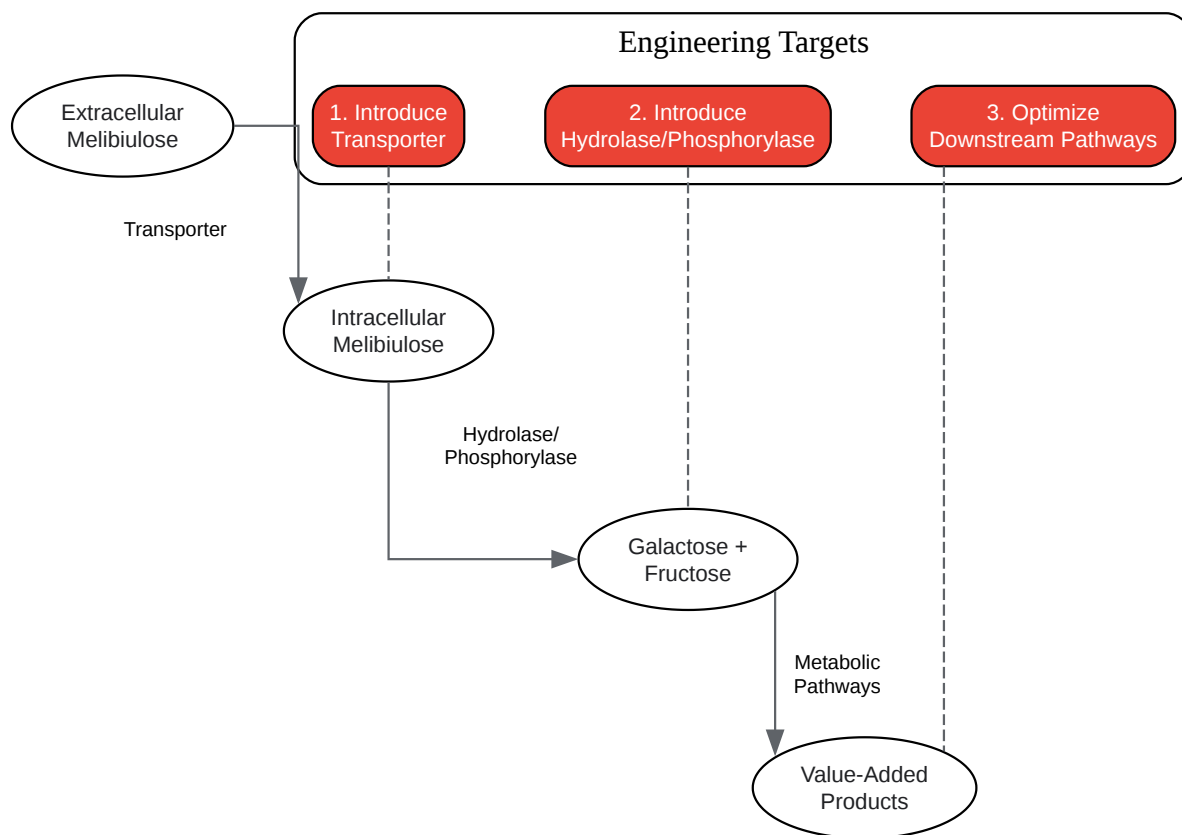 Engineering Targets
Extracellular
Melibiulose
1. Introduce
Transporter
2. Introduce
Hydrolase/Phosphorylase
3. Optimize
Downstream Pathways
Transporter
Intracellular
Melibiulose
Hydrolase/
Phosphorylase
Galactose +
Fructose
Metabolic
Pathways
Value-Added
Products